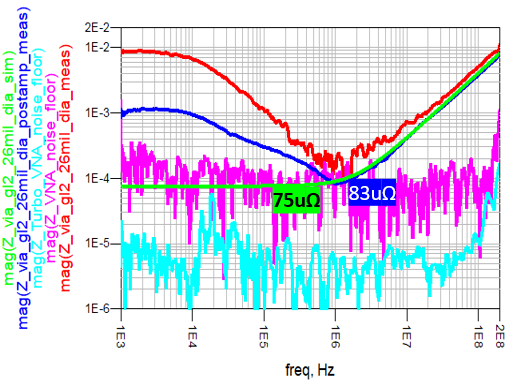 mag(Z_via_gl2_26mil_dia_sim)
mag(Z_via_gl2_26mil_dia_postamp_meas)
mag(Z_Turbo_VNA_noise_floor)
mag(Z_VNA_noise_floor)
mag(Z_via_gl2_26mil_dia_meas)
2E-2
1E-2
1E-3
1E-4
1E-5
1E-6
75uΩ
83uΩ
1E3
1E4
1E5
1E6
1E7
1E8
2E8
freq, Hz